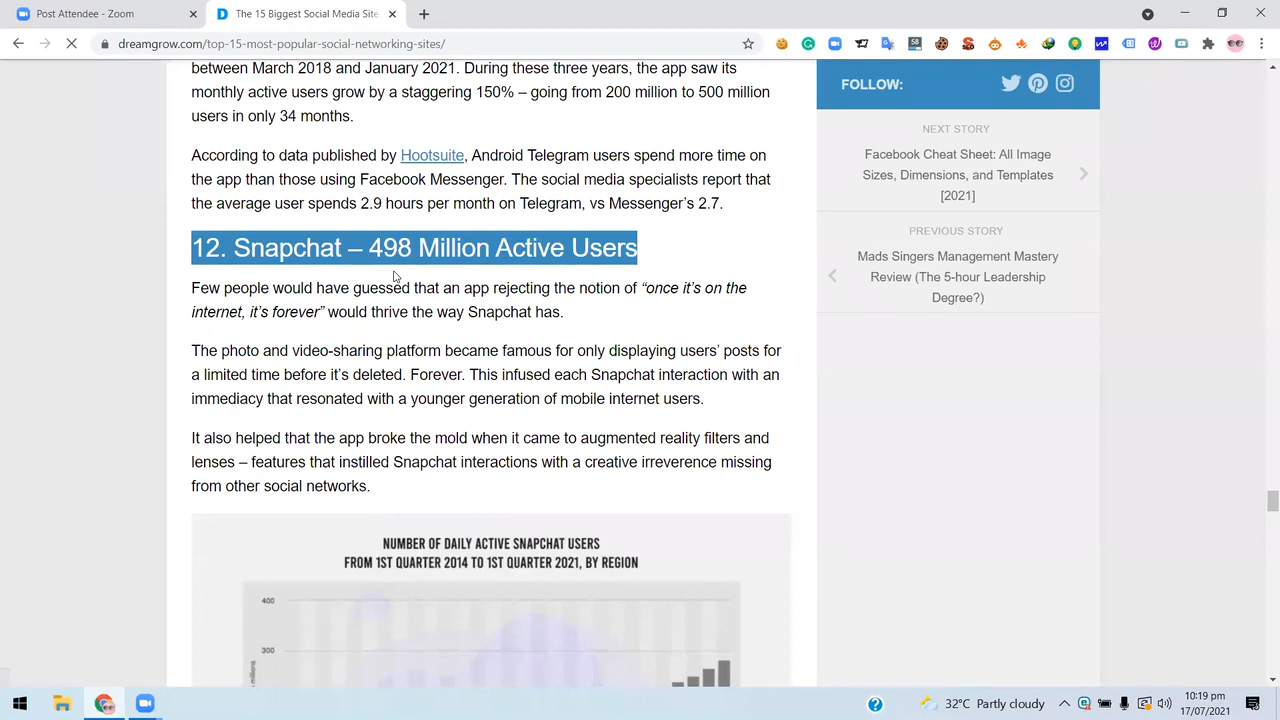 Post Attendee - Zoom
The 15 Biggest Social Media Site
dreamgrow.com/top-15-most-popular-social-networking-sites/
between March 2018 and January 2021. During these three years, the app saw its
monthly active users grow by a staggering 150% – going from 200 million to 500 million
users in only 34 months.
According to data published by Hootsuite, Android Telegram users spend more time on
the app than those using Facebook Messenger. The social media specialists report that
the average user spends 2.9 hours per month on Telegram, vs Messenger's 2.7.
12. Snapchat – 498 Million Active Users
Few people would have guessed that an app rejecting the notion of “once it's on the
internet, it's forever” would thrive the way Snapchat has.
The photo and video-sharing platform became famous for only displaying users' posts for
a limited time before it's deleted. Forever. This infused each Snapchat interaction with an
immediacy that resonated with a younger generation of mobile internet users.
It also helped that the app broke the mold when it came to augmented reality filters and
lenses – features that instilled Snapchat interactions with a creative irreverence missing
from other social networks.
NUMBER OF DAILY ACTIVE SNAPCHAT USERS
FROM 1ST QUARTER 2014 TO 1ST QUARTER 2021, BY REGION
400
300
FOLLOW:
NEXT STORY
Facebook Cheat Sheet: All Image
Sizes, Dimensions, and Templates
[2021]
PREVIOUS STORY
Mads Singers Management Mastery
Review (The 5-hour Leadership
Degree?)
32°C Partly cloudy
10:19 pm
17/07/2021